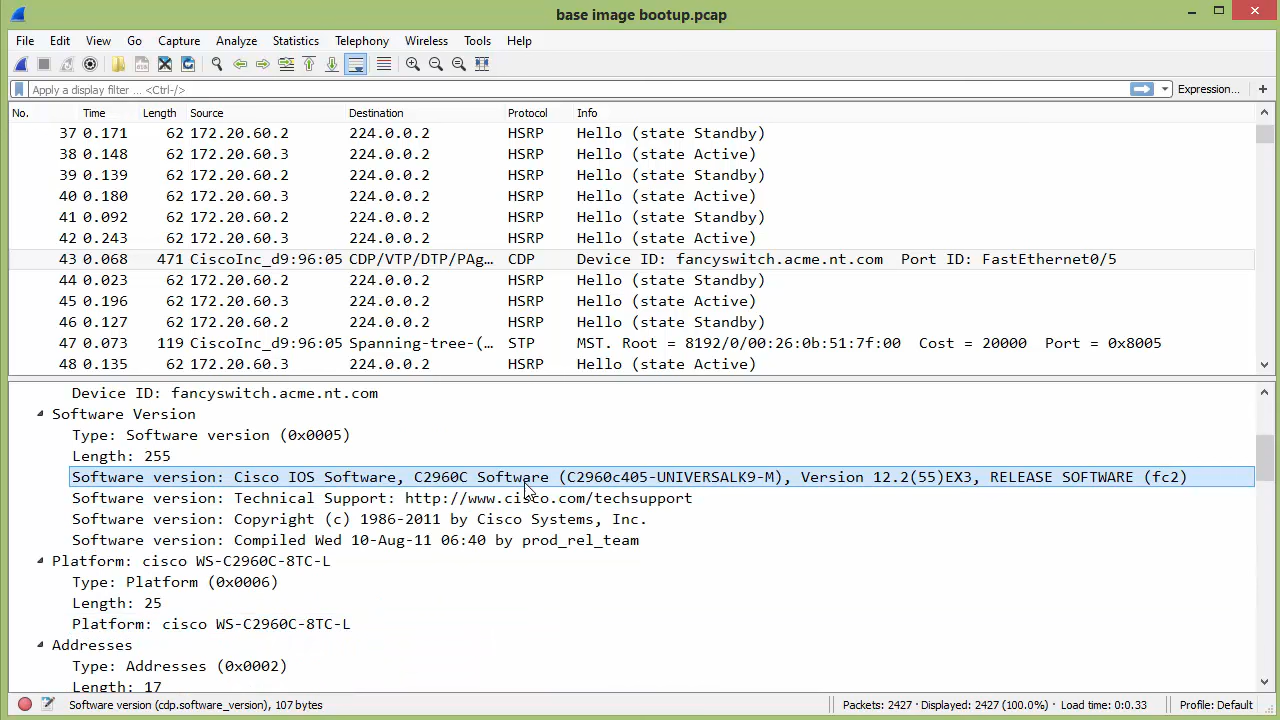 base image bootup.pcap
File Edit View Go Capture Analyze Statistics Telephony Wireless Tools Help
Apply a display filter ... <Ctrl-/> Expression... +
No. Time Length Source Destination Protocol Info
37 0.171 62 172.20.60.2 224.0.0.2 HSRP Hello (state Standby)
38 0.148 62 172.20.60.3 224.0.0.2 HSRP Hello (state Active)
39 0.139 62 172.20.60.2 224.0.0.2 HSRP Hello (state Standby)
40 0.180 62 172.20.60.3 224.0.0.2 HSRP Hello (state Active)
41 0.092 62 172.20.60.2 224.0.0.2 HSRP Hello (state Standby)
42 0.243 62 172.20.60.3 224.0.0.2 HSRP Hello (state Active)
43 0.068 471 CiscoInc_d9:96:05 CDP/VTP/DTP/PAg… CDP Device ID: fancyswitch.acme.nt.com Port ID: FastEthernet0/5
44 0.023 62 172.20.60.2 224.0.0.2 HSRP Hello (state Standby)
45 0.196 62 172.20.60.3 224.0.0.2 HSRP Hello (state Active)
46 0.127 62 172.20.60.2 224.0.0.2 HSRP Hello (state Standby)
47 0.073 119 CiscoInc_d9:96:05 Spanning-tree-(… STP MST. Root = 8192/0/00:26:0b:51:7f:00 Cost = 20000 Port = 0x8005
48 0.135 62 172.20.60.3 224.0.0.2 HSRP Hello (state Active)
Device ID: fancyswitch.acme.nt.com
Software Version
Type: Software version (0x0005)
Length: 255
Software version: Cisco IOS Software, C2960C Software (C2960c405-UNIVERSALK9-M), Version 12.2(55)EX3, RELEASE SOFTWARE (fc2)
Software version: Technical Support: http://www.cisco.com/techsupport
Software version: Copyright (c) 1986-2011 by Cisco Systems, Inc.
Software version: Compiled Wed 10-Aug-11 06:40 by prod_rel_team
Platform: cisco WS-C2960C-8TC-L
Type: Platform (0x0006)
Length: 25
Platform: cisco WS-C2960C-8TC-L
Addresses
Type: Addresses (0x0002)
Length: 17
Software version (cdp.software_version), 107 bytes Packets: 2427 · Displayed: 2427 (100.0%) · Load time: 0:0.33 Profile: Default